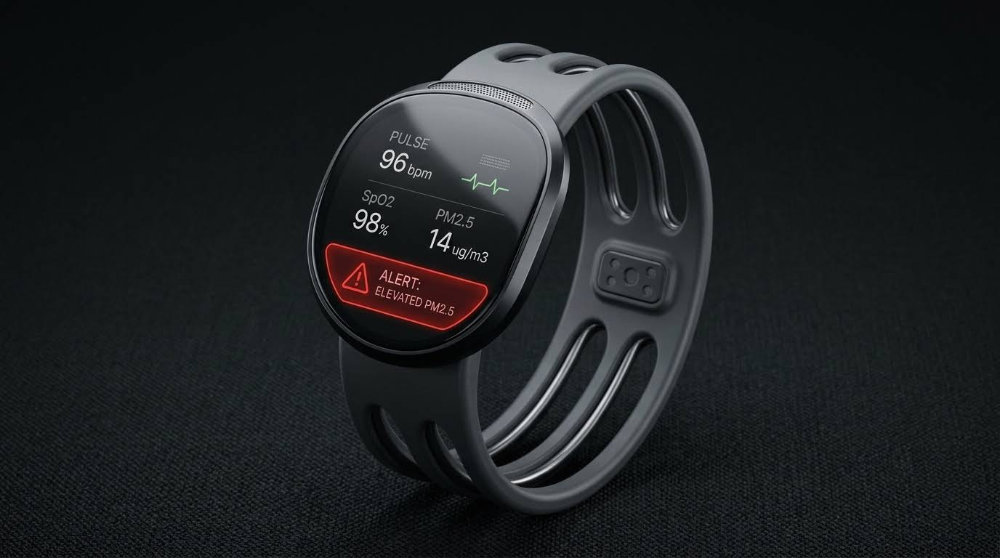 PULSE
96 bpm
SpO2
98%
PM2.5
14 ug/m3
ALERT:
ELEVATED PM2.5